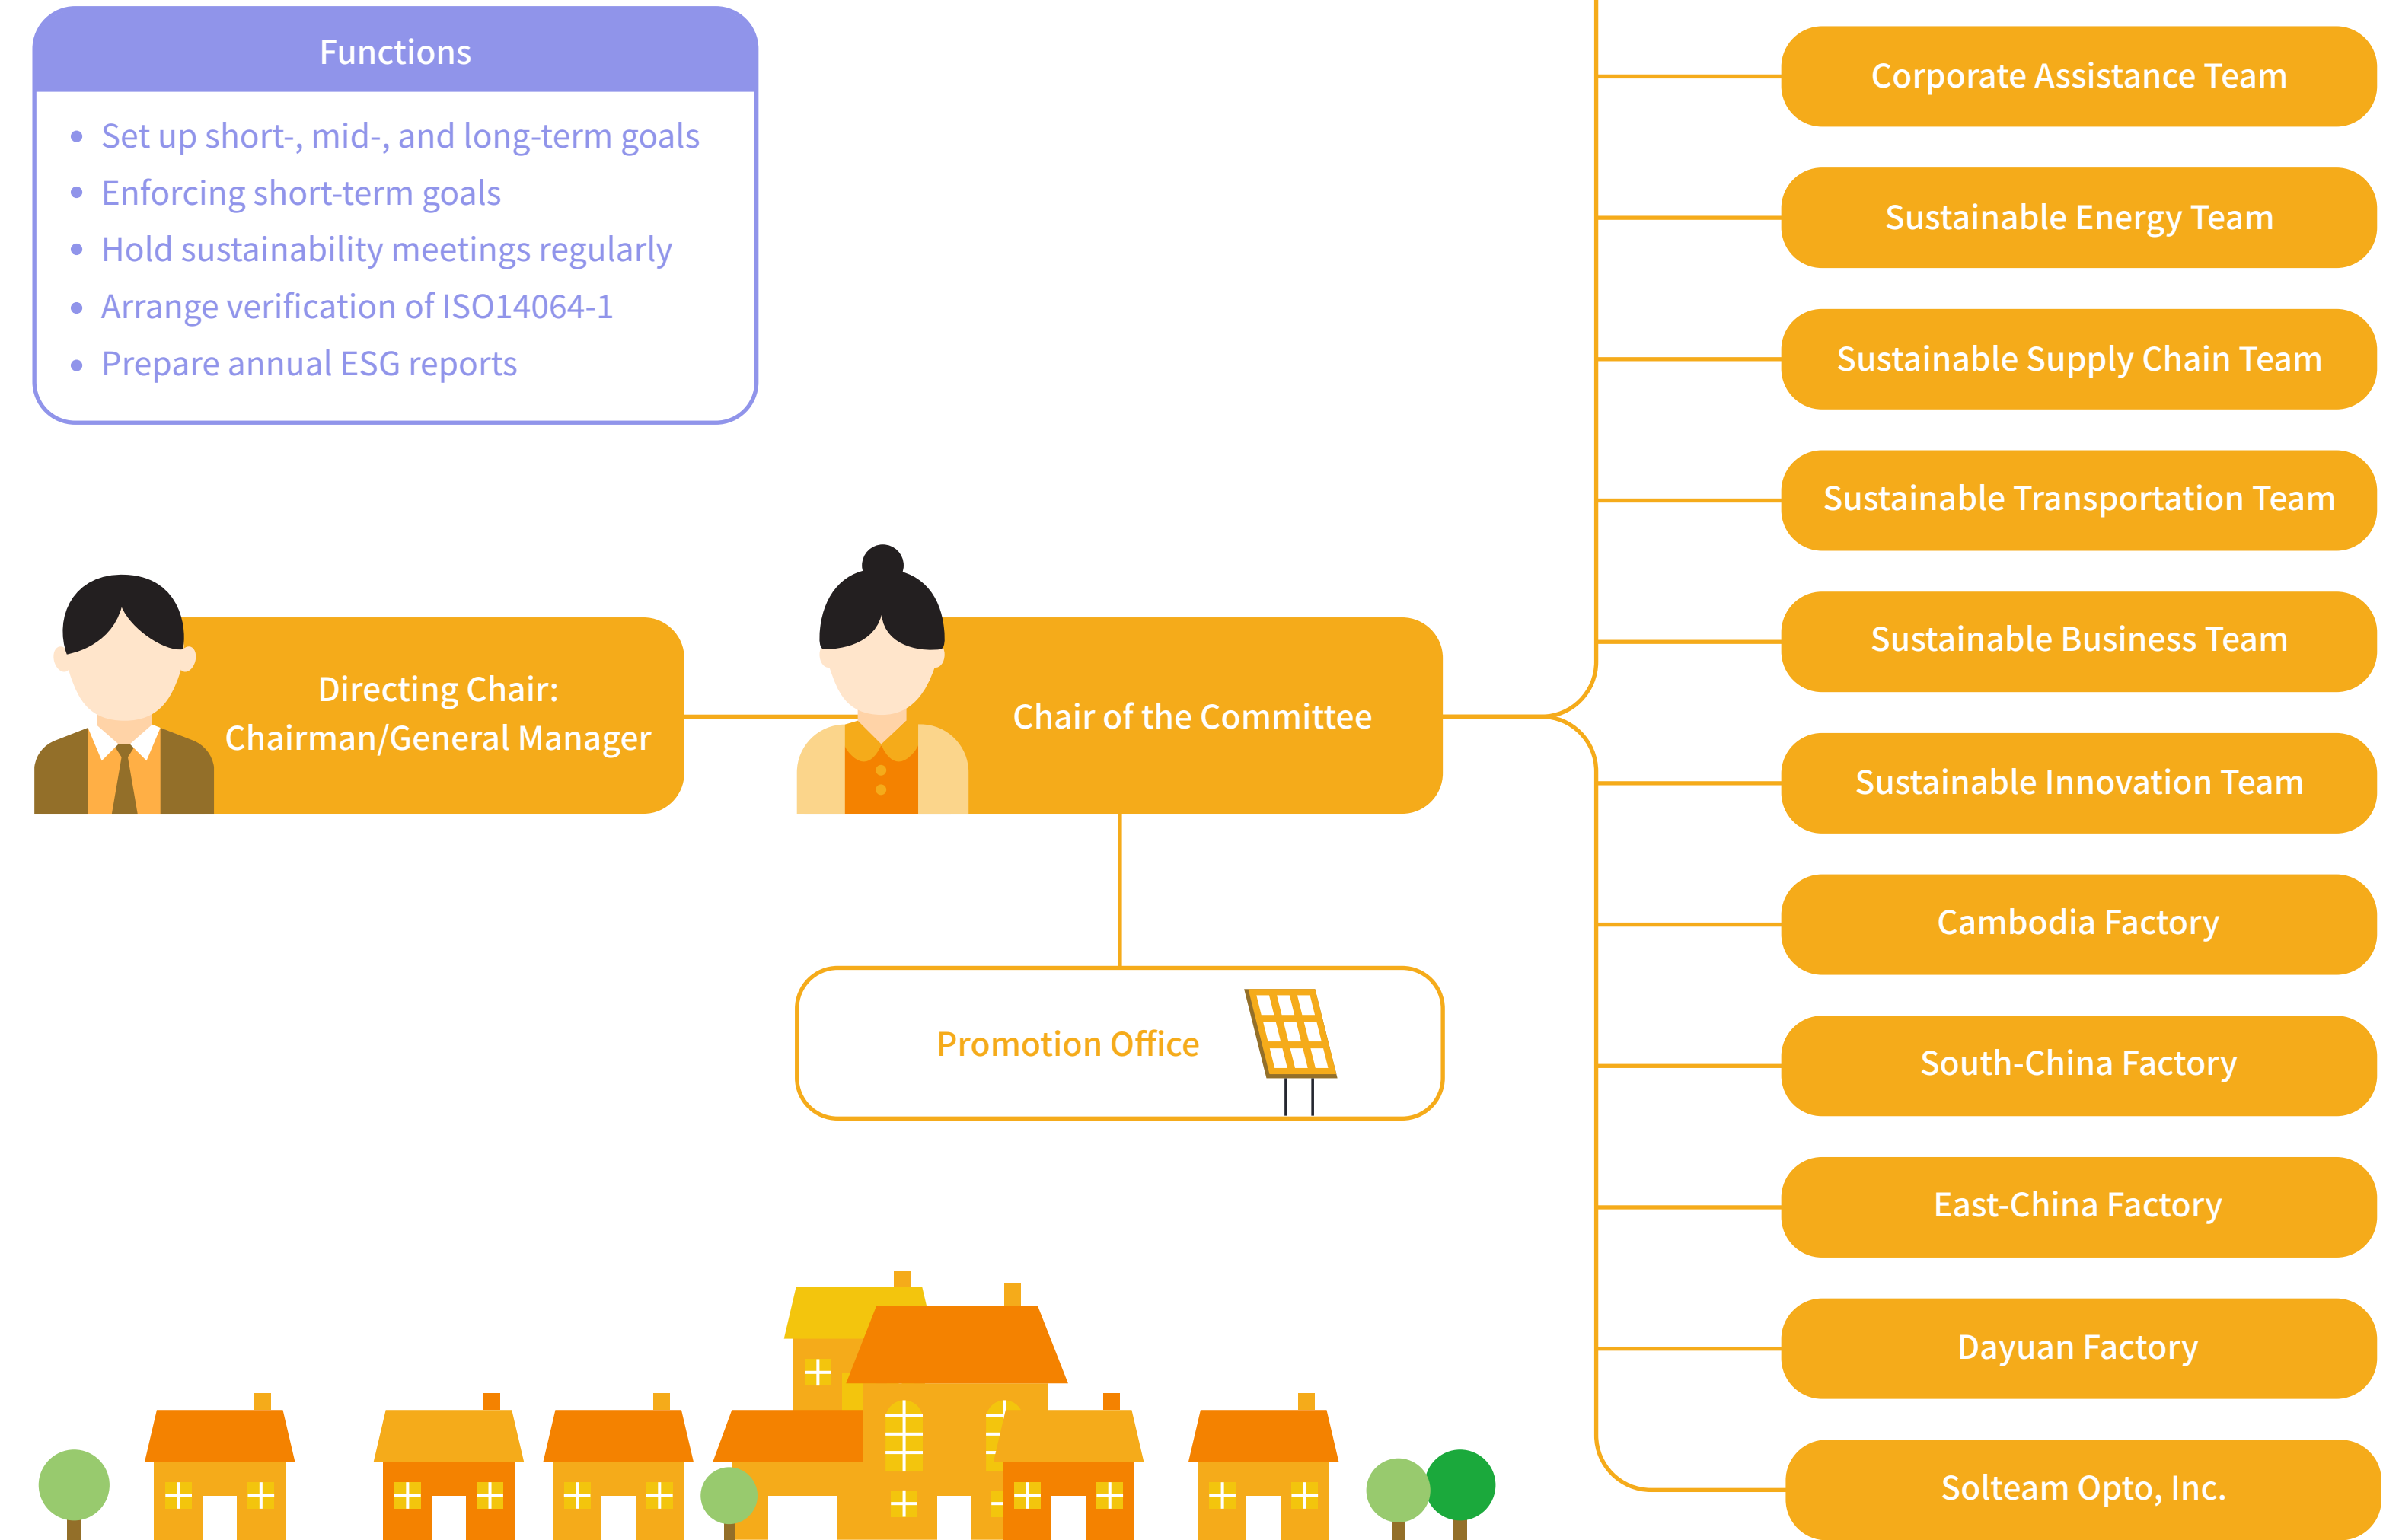 Functions
Set up short-, mid-, and long-term goals
Enforcing short-term goals
Hold sustainability meetings regularly
Arrange verification of ISO14064-1
Prepare annual ESG reports
Directing Chair:
Chairman/General Manager
Chair of the Committee
Promotion Office
Corporate Assistance Team
Sustainable Energy Team
Sustainable Supply Chain Team
Sustainable Transportation Team
Sustainable Business Team
Sustainable Innovation Team
Cambodia Factory
South-China Factory
East-China Factory
Dayuan Factory
Solteam Opto, Inc.